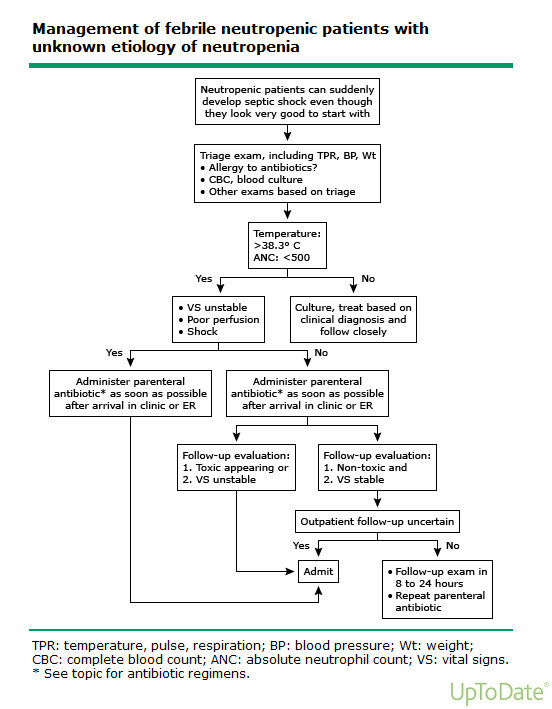 Management of febrile neutropenic patients with
unknown etiology of neutropenia
Neutropenic patients can suddenly
develop septic shock even though
they look very good to start with
Triage exam, including TPR, BP, Wt
• Allergy to antibiotics?
• CBC, blood culture
• Other exams based on triage
Temperature:
>38.3º C
ANC: <500
Yes
No
• VS unstable
• Poor perfusion
• Shock
Culture, treat based on
clinical diagnosis and
follow closely
Yes
No
Administer parenteral
antibiotic* as soon as possible
after arrival in clinic or ER
Administer parenteral
antibiotic* as soon as possible
after arrival in clinic or ER
Follow-up evaluation:
1. Toxic appearing or
2. VS unstable
Follow-up evaluation:
1. Non-toxic and
2. VS stable
Outpatient follow-up uncertain
Yes
No
Admit
• Follow-up exam in
8 to 24 hours
• Repeat parenteral
antibiotic
TPR: temperature, pulse, respiration; BP: blood pressure; Wt: weight;
CBC: complete blood count; ANC: absolute neutrophil count; VS: vital signs.
* See topic for antibiotic regimens.
UpToDate®